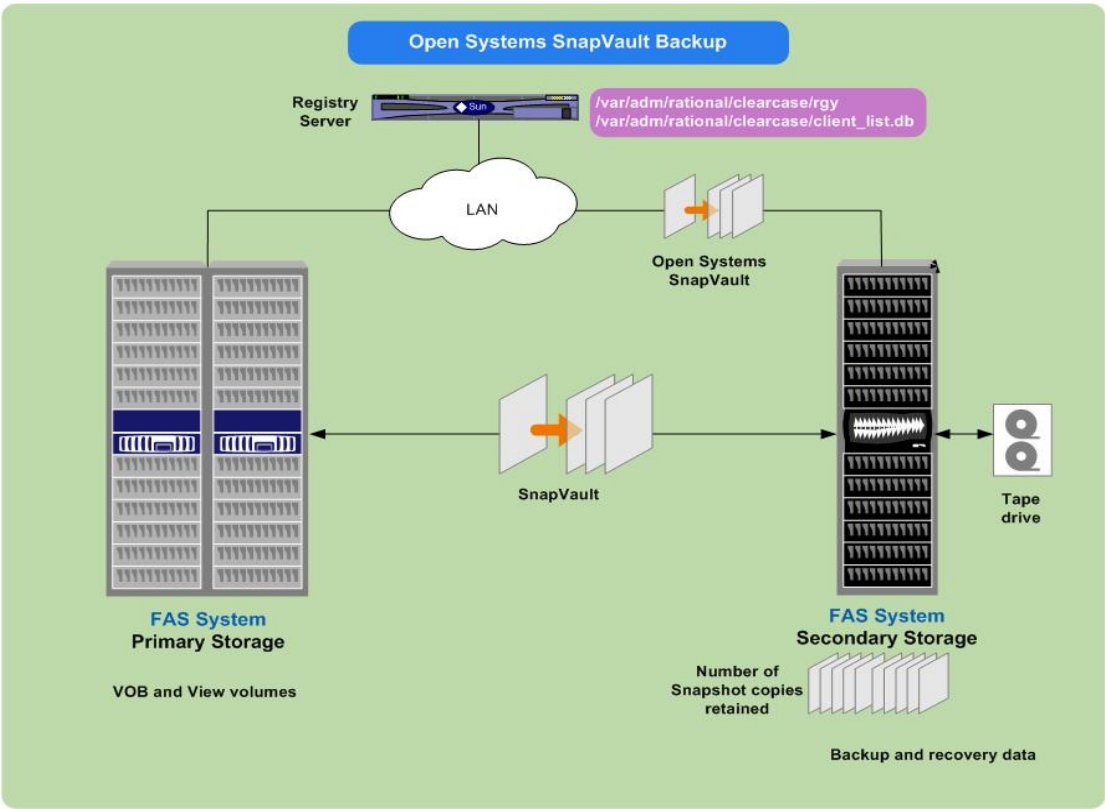 Open Systems SnapVault Backup
Registry
Server
Sun
/var/adm/rational/clearcase/rgy
/var/adm/rational/clearcase/client_list.db
LAN
Open Systems
SnapVault
SnapVault
Tape
drive
FAS System
Primary Storage
FAS System
Secondary Storage
VOB and View volumes
Number of
Snapshot copies
retained
Backup and recovery data